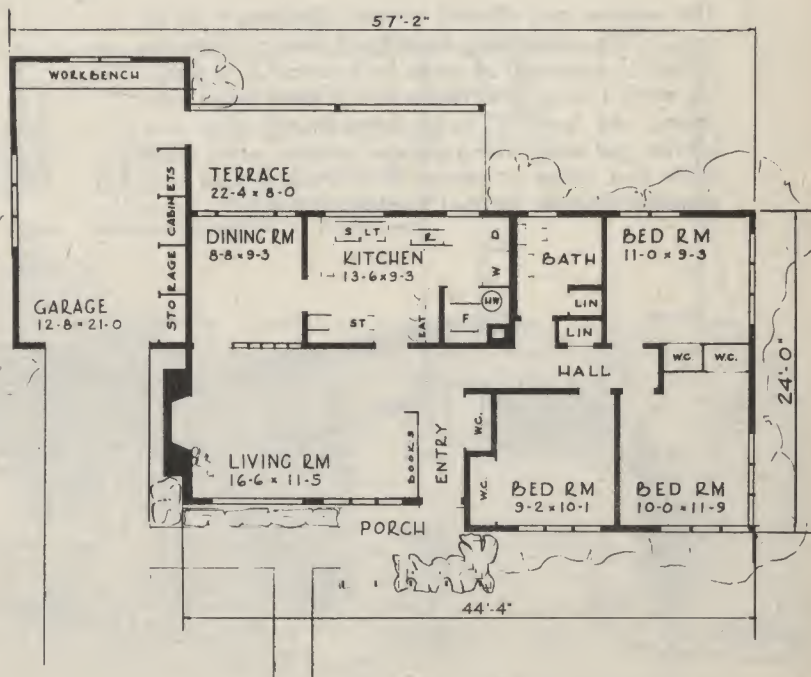 57'-2"
WORKBENCH
TERRACE
22-4 x 8-0
STORAGE CABINETS
DINING RM
8-8 x 9-3
S LT
R
D
W
KITCHEN
13-6 x 9-3
BATH
BED RM
11-0 x 9-3
GARAGE
12-8 x 21-0
ST
EAT
F
HW
LIN
LIN
W.C.
W.C.
HALL
24'-0"
LIVING RM
16-6 x 11-5
BOOKS
ENTRY
W.C.
W.C.
BED RM
9-2 x 10-1
BED RM
10-0 x 11-9
PORCH
44'-4"